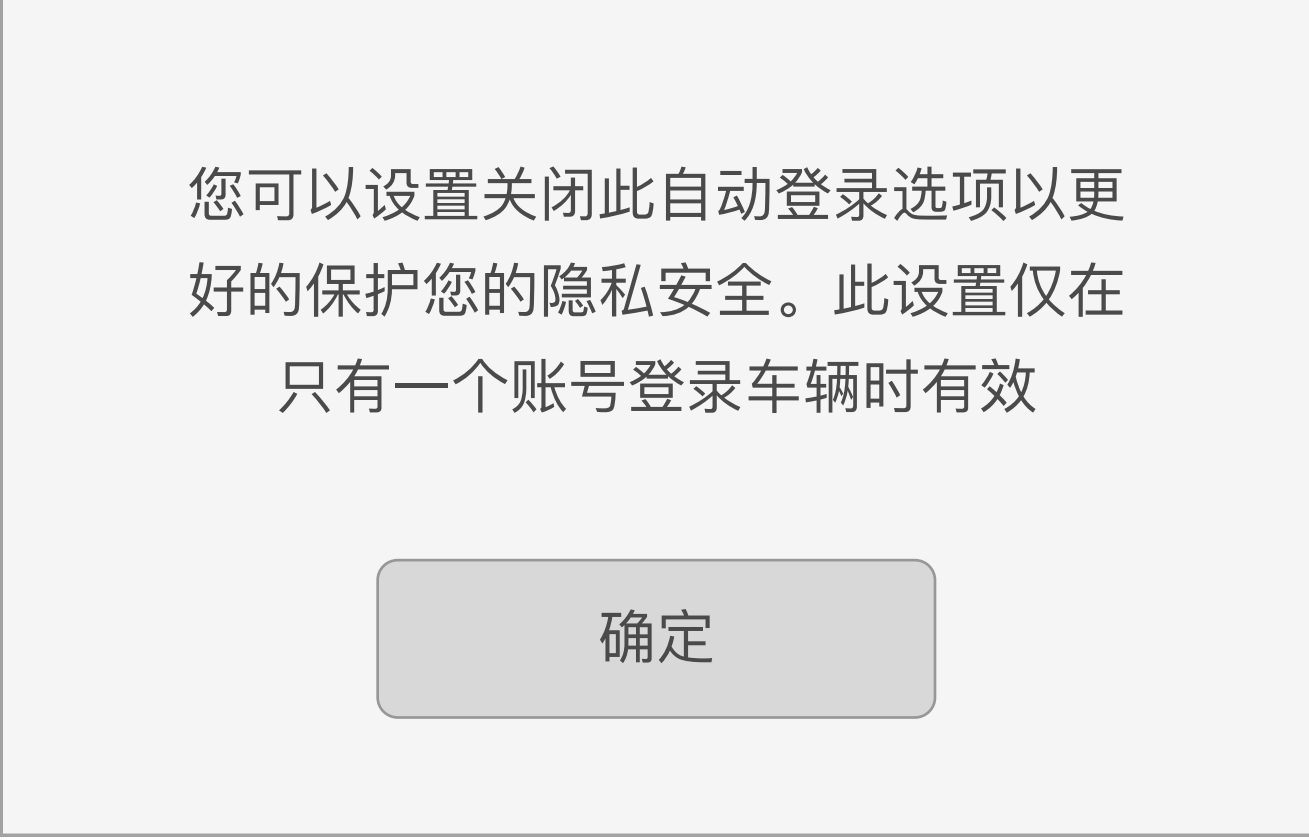 您可以设置关闭此自动登录选项以更
好的保护您的隐私安全。此设置仅在
只有一个账号登录车辆时有效
确定